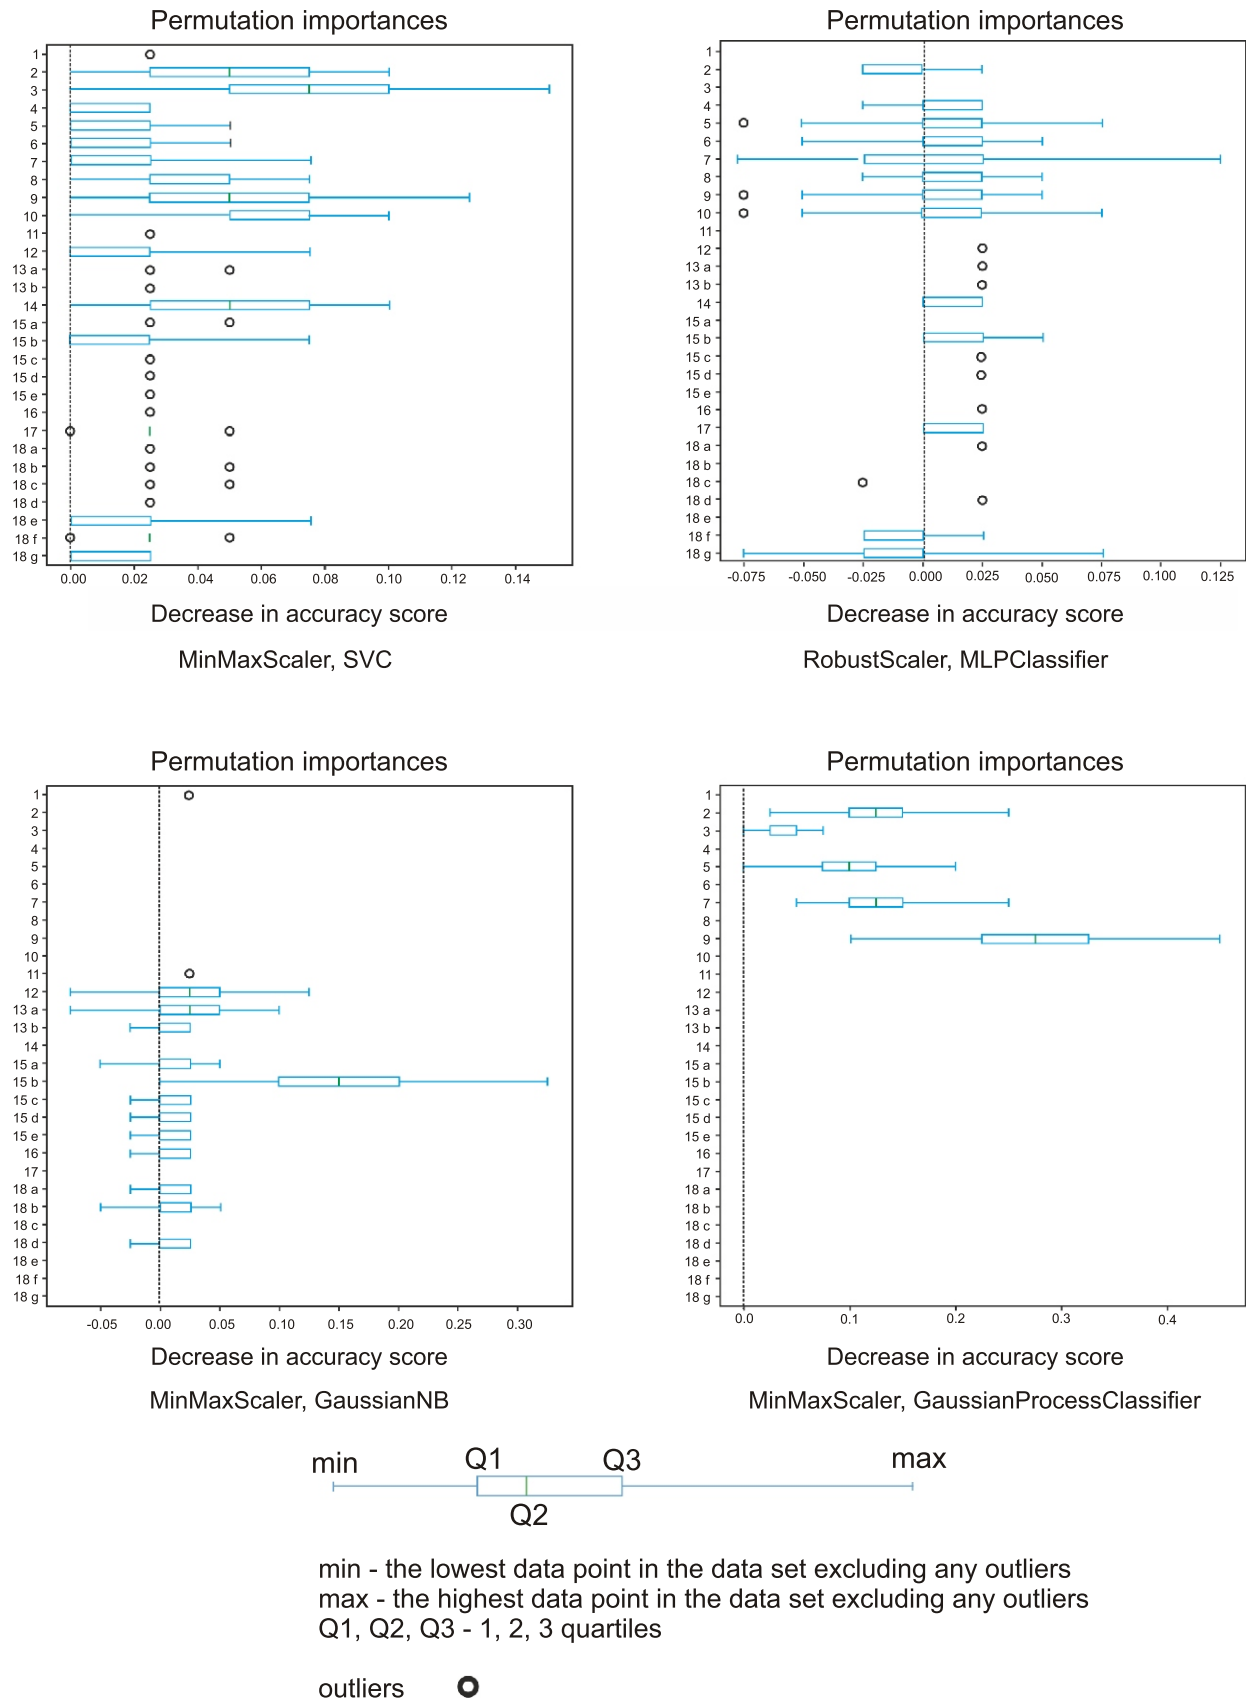 Permutation importances
1
2
3
4
5
6
7
8
9
10
11
12
13 a
13 b
14
15 a
15 b
15 c
15 d
15 e
16
17
18 a
18 b
18 c
18 d
18 e
18 f
18 g
0.00 0.02 0.04 0.06 0.08 0.10 0.12 0.14
Decrease in accuracy score
MinMaxScaler, SVC
Permutation importances
1
2
3
4
5
6
7
8
9
10
11
12
13 a
13 b
14
15 a
15 b
15 c
15 d
15 e
16
17
18 a
18 b
18 c
18 d
18 e
18 f
18 g
-0.075 -0.050 -0.025 0.000 0.025 0.050 0.075 0.100 0.125
Decrease in accuracy score
RobustScaler, MLPClassifier
Permutation importances
1
2
3
4
5
6
7
8
9
10
11
12
13 a
13 b
14
15 a
15 b
15 c
15 d
15 e
16
17
18 a
18 b
18 c
18 d
18 e
18 f
18 g
-0.05 0.00 0.05 0.10 0.15 0.20 0.25 0.30
Decrease in accuracy score
MinMaxScaler, GaussianNB
Permutation importances
1
2
3
4
5
6
7
8
9
10
11
12
13 a
13 b
14
15 a
15 b
15 c
15 d
15 e
16
17
18 a
18 b
18 c
18 d
18 e
18 f
18 g
0.0 0.1 0.2 0.3 0.4
Decrease in accuracy score
MinMaxScaler, GaussianProcessClassifier
min Q1 Q3 max
Q2
min - the lowest data point in the data set excluding any outliers
max - the highest data point in the data set excluding any outliers
Q1, Q2, Q3 - 1, 2, 3 quartiles
outliers